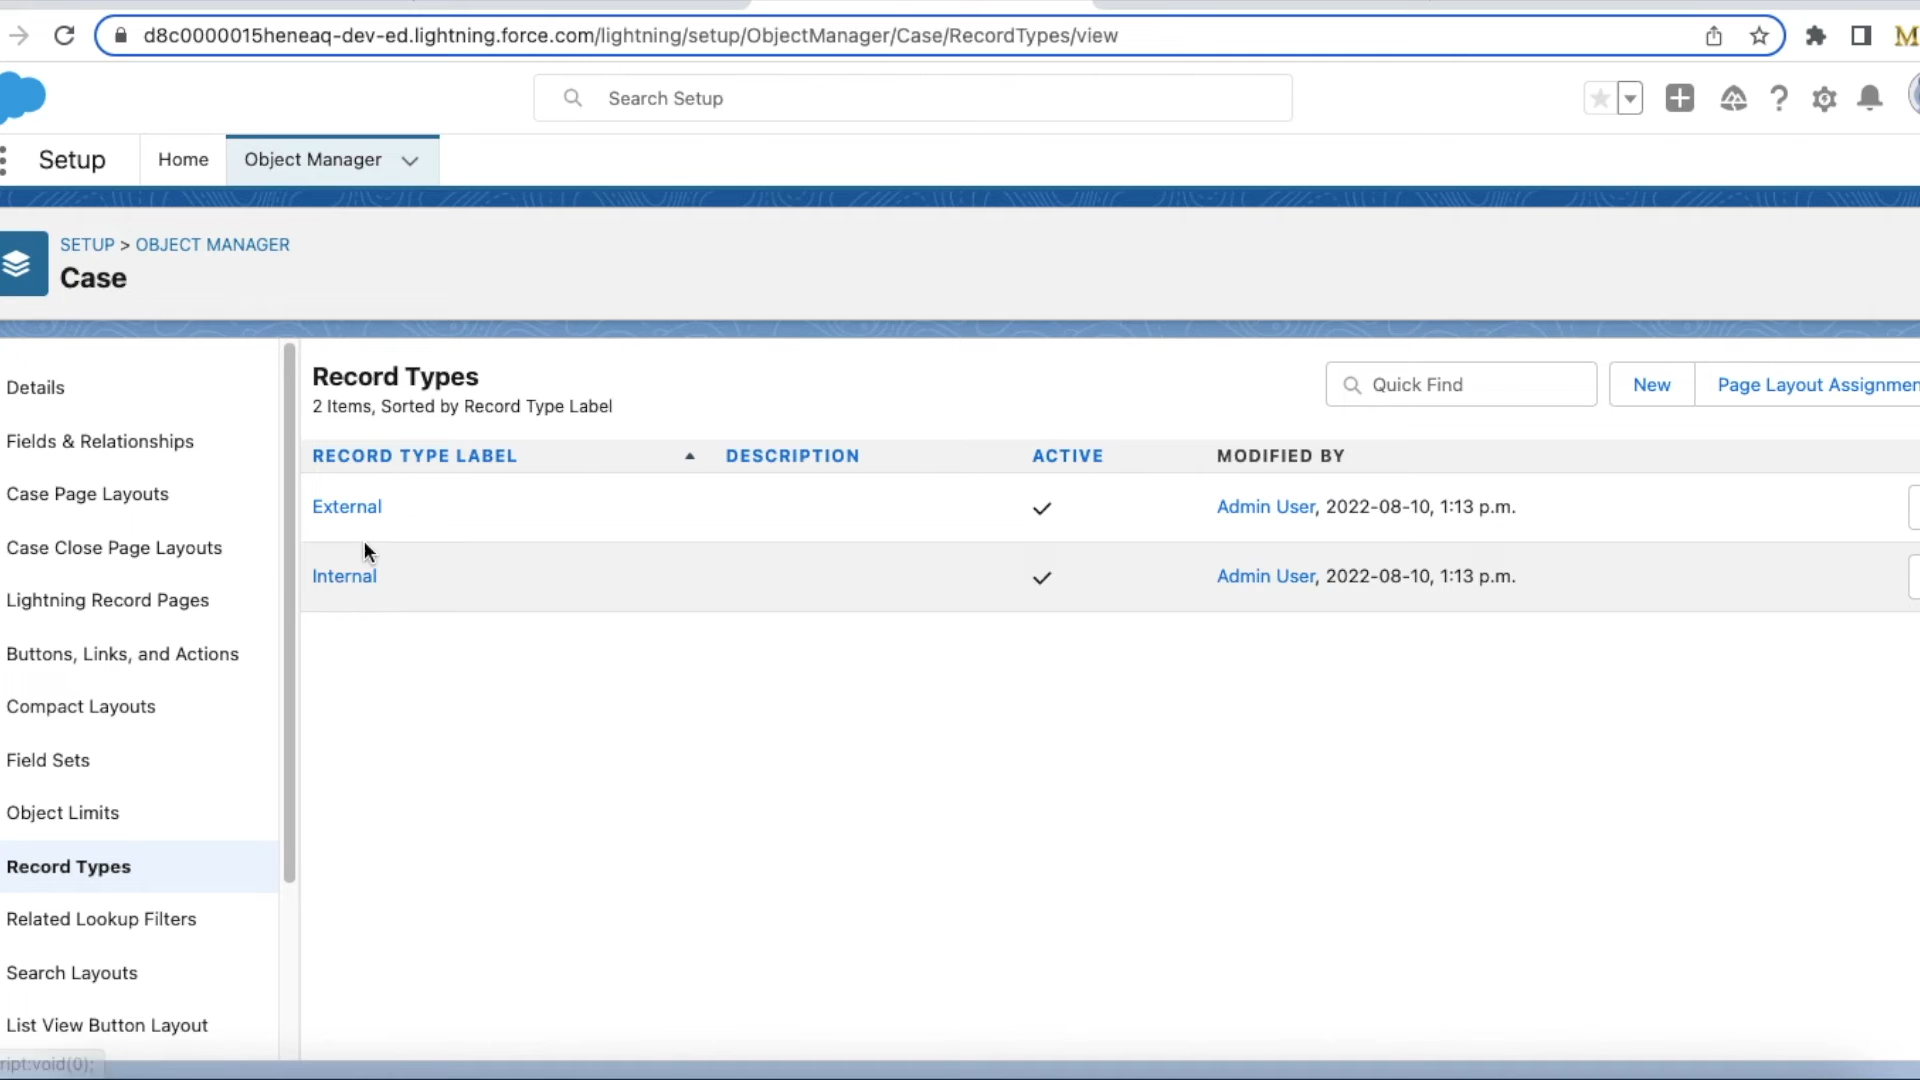 d8c0000015heneaq-dev-ed.lightning.force.com/lightning/setup/ObjectManager/Case/RecordTypes/view
M
Search Setup
Setup
Home
Object Manager
SETUP > OBJECT MANAGER
Case
Details
Fields & Relationships
Case Page Layouts
Case Close Page Layouts
Lightning Record Pages
Buttons, Links, and Actions
Compact Layouts
Field Sets
Object Limits
Record Types
Related Lookup Filters
Search Layouts
List View Button Layout
Record Types
2 Items, Sorted by Record Type Label
Quick Find
New
Page Layout Assignmen
RECORD TYPE LABEL DESCRIPTION ACTIVE MODIFIED BY
External Admin User, 2022-08-10, 1:13 p.m.
Internal Admin User, 2022-08-10, 1:13 p.m.
ript:void(0);